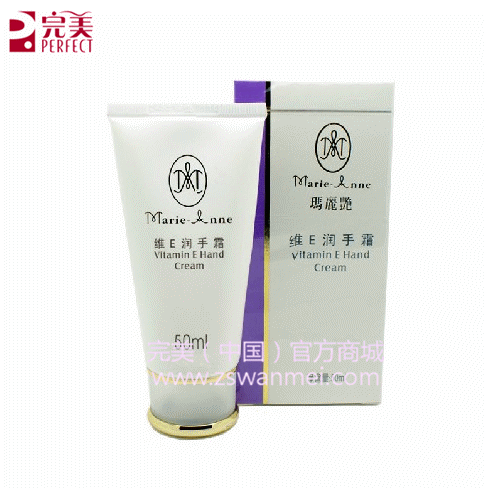 完美
PERFECT
Marie-Anne
维E润手霜
Vitamin E Hand
Cream
50ml
Marie-Anne
瑪麗艷
维E润手霜
Vitamin E Hand
Cream
完美（中国）官方商城
www.zswanmei.com